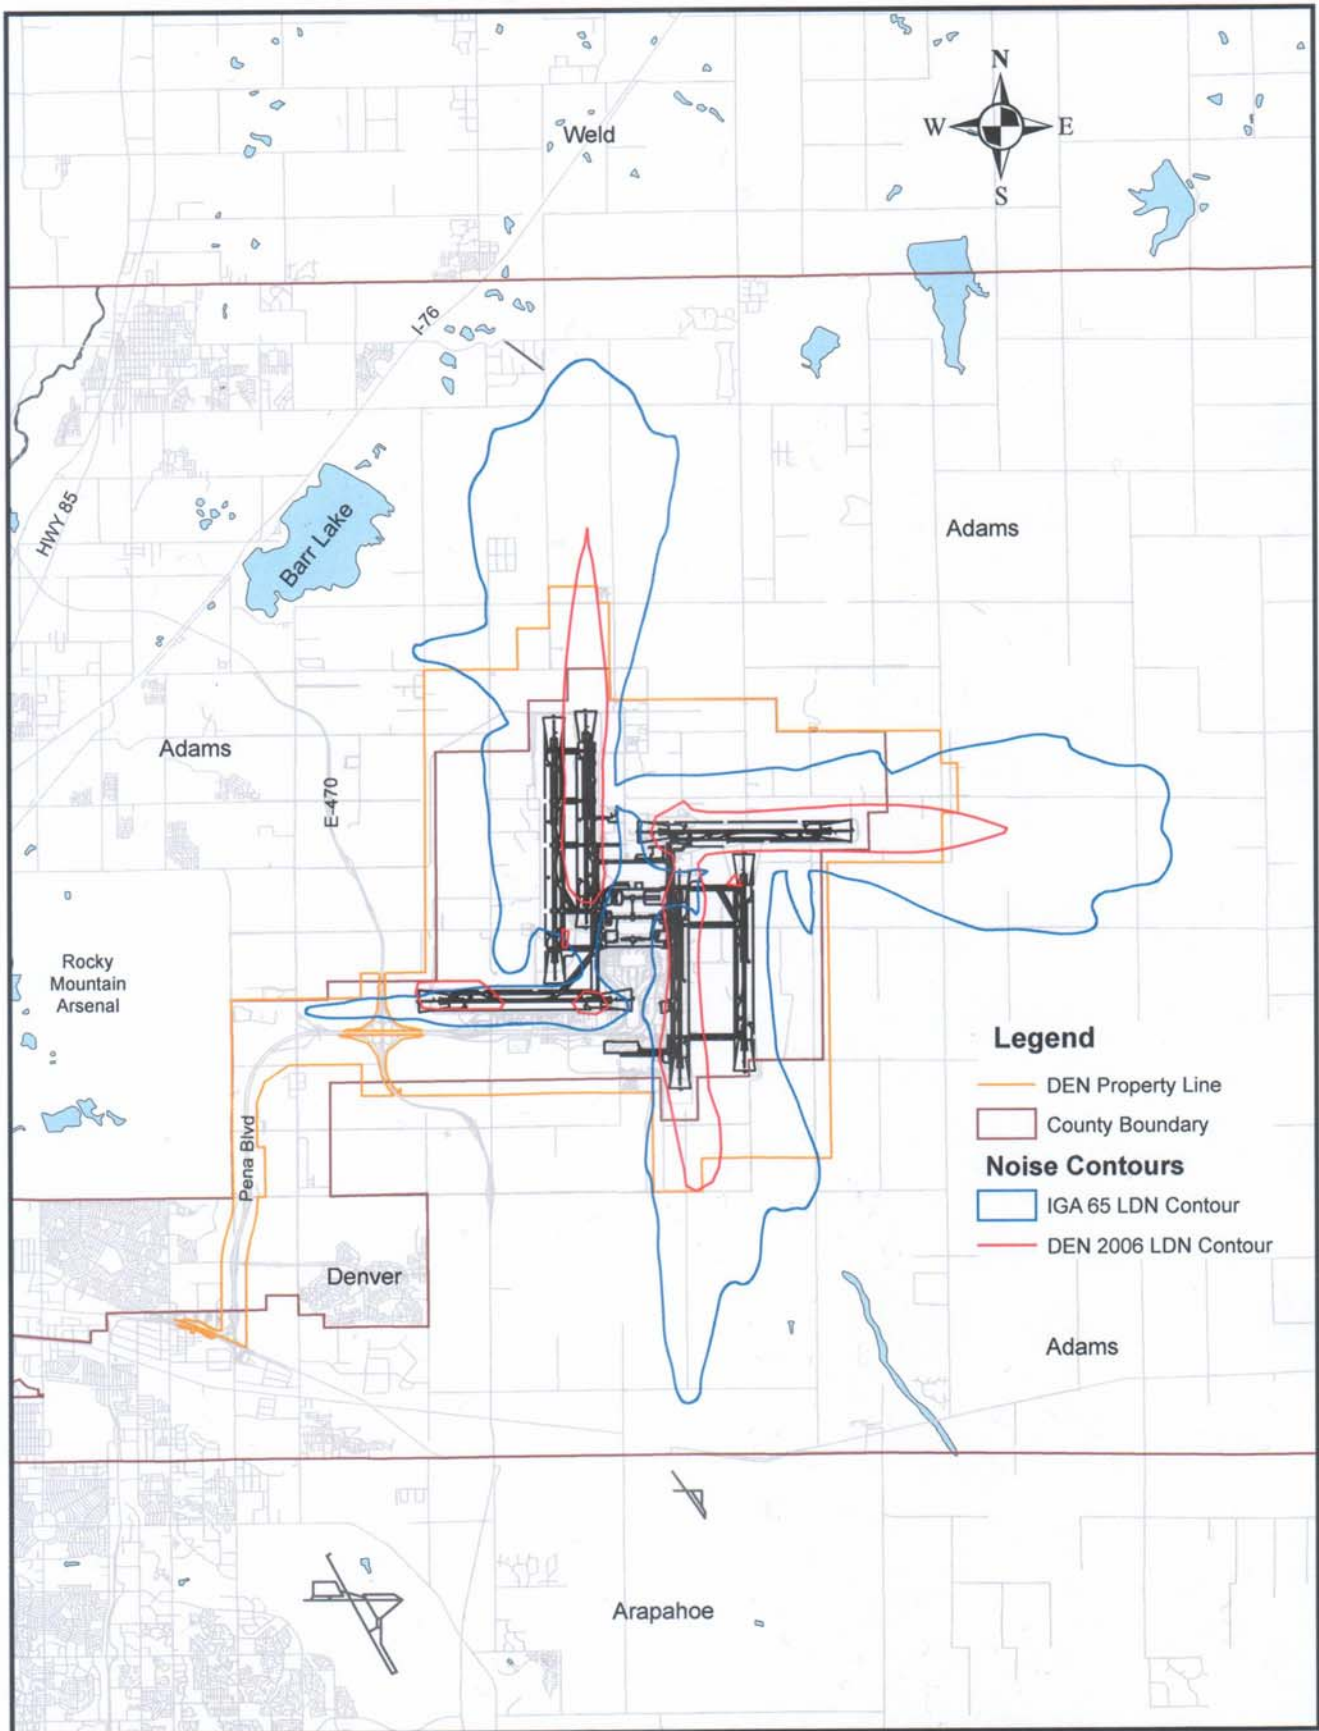 N
Weld
W
E
S
I-76
HWY 85
Barr Lake
Adams
Adams
E-470
Rocky
Mountain
Arsenal
Legend
DEN Property Line
County Boundary
Noise Contours
IGA 65 LDN Contour
DEN 2006 LDN Contour
Pena Blvd
Denver
Adams
Arapahoe